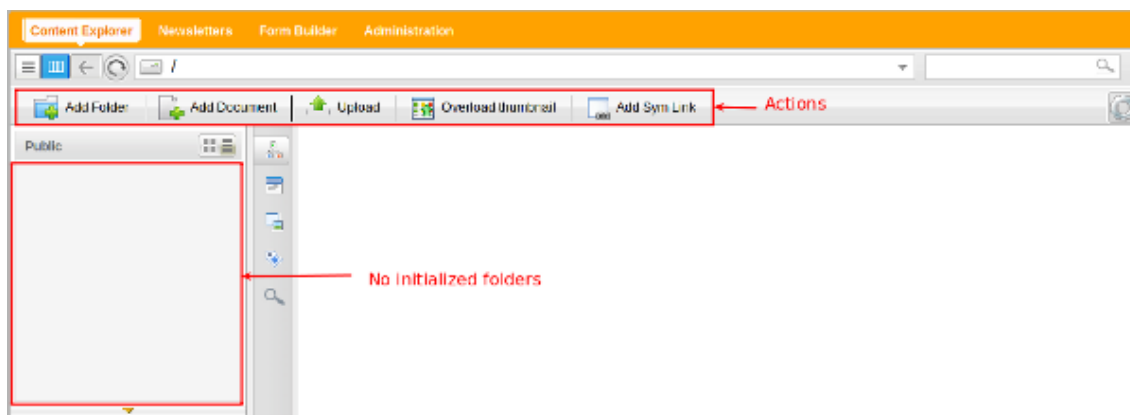 Content Explorer Newsletters Form Builder Administration
/
Add Folder Add Document Upload Overload thumbnail Add Sym Link Actions
Public
No initialized folders